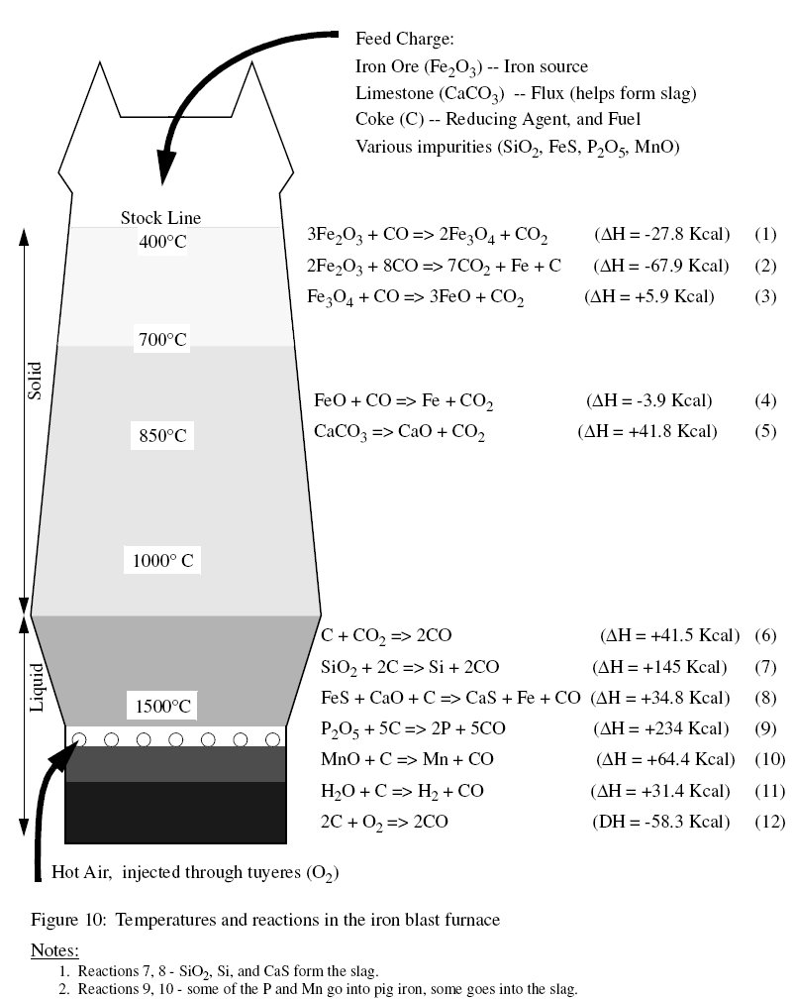 Feed Charge:
Iron Ore (Fe₂O₃) -- Iron source
Limestone (CaCO₃) -- Flux (helps form slag)
Coke (C) -- Reducing Agent, and Fuel
Various impurities (SiO₂, FeS, P₂O₅, MnO)
Stock Line
400°C
3Fe₂O₃ + CO => 2Fe₃O₄ + CO₂ (ΔH = -27.8 Kcal) (1)
2Fe₂O₃ + 8CO => 7CO₂ + Fe + C (ΔH = -67.9 Kcal) (2)
Fe₃O₄ + CO => 3FeO + CO₂ (ΔH = +5.9 Kcal) (3)
700°C
Solid
FeO + CO => Fe + CO₂ (ΔH = -3.9 Kcal) (4)
CaCO₃ => CaO + CO₂ (ΔH = +41.8 Kcal) (5)
850°C
1000° C
C + CO₂ => 2CO (ΔH = +41.5 Kcal) (6)
SiO₂ + 2C => Si + 2CO (ΔH = +145 Kcal) (7)
FeS + CaO + C => CaS + Fe + CO (ΔH = +34.8 Kcal) (8)
P₂O₅ + 5C => 2P + 5CO (ΔH = +234 Kcal) (9)
MnO + C => Mn + CO (ΔH = +64.4 Kcal) (10)
H₂O + C => H₂ + CO (ΔH = +31.4 Kcal) (11)
2C + O₂ => 2CO (DH = -58.3 Kcal) (12)
Liquid
1500°C
Hot Air, injected through tuyeres (O₂)
Figure 10: Temperatures and reactions in the iron blast furnace
Notes:
1. Reactions 7, 8 - SiO₂, Si, and CaS form the slag.
2. Reactions 9, 10 - some of the P and Mn go into pig iron, some goes into the slag.